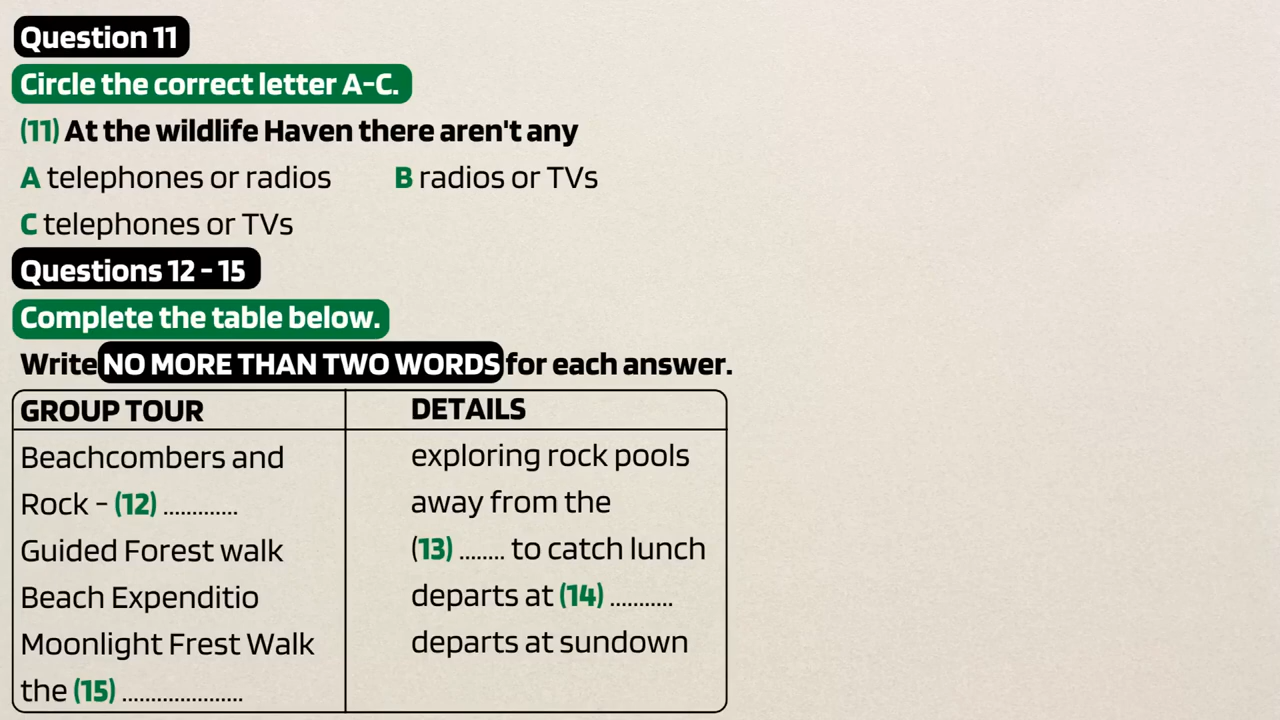 Question 11
Circle the correct letter A-C.
(11) At the wildlife Haven there aren't any
A telephones or radios B radios or TVs
C telephones or TVs
Questions 12 - 15
Complete the table below.
Write NO MORE THAN TWO WORDS for each answer.
GROUP TOUR DETAILS
Beachcombers and exploring rock pools
Rock - (12) ............. away from the
Guided Forest walk (13) ........ to catch lunch
Beach Expenditio departs at (14) ...........
Moonlight Frest Walk departs at sundown
the (15) .....................